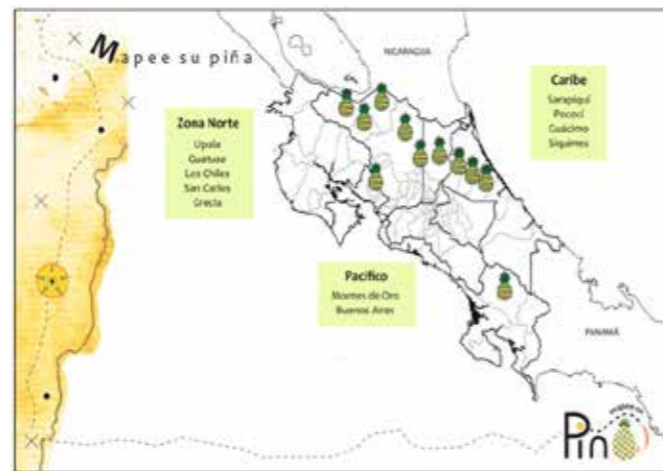 Mapee su piña
NICARAGUA
Zona Norte
Upala
Guatuso
Los Chiles
San Carlos
Grecia
Caribe
Sarapiquí
Pococí
Guácimo
Siquirres
Pacífico
Montes de Oro
Buenos Aires
PANAMÁ
Piñ